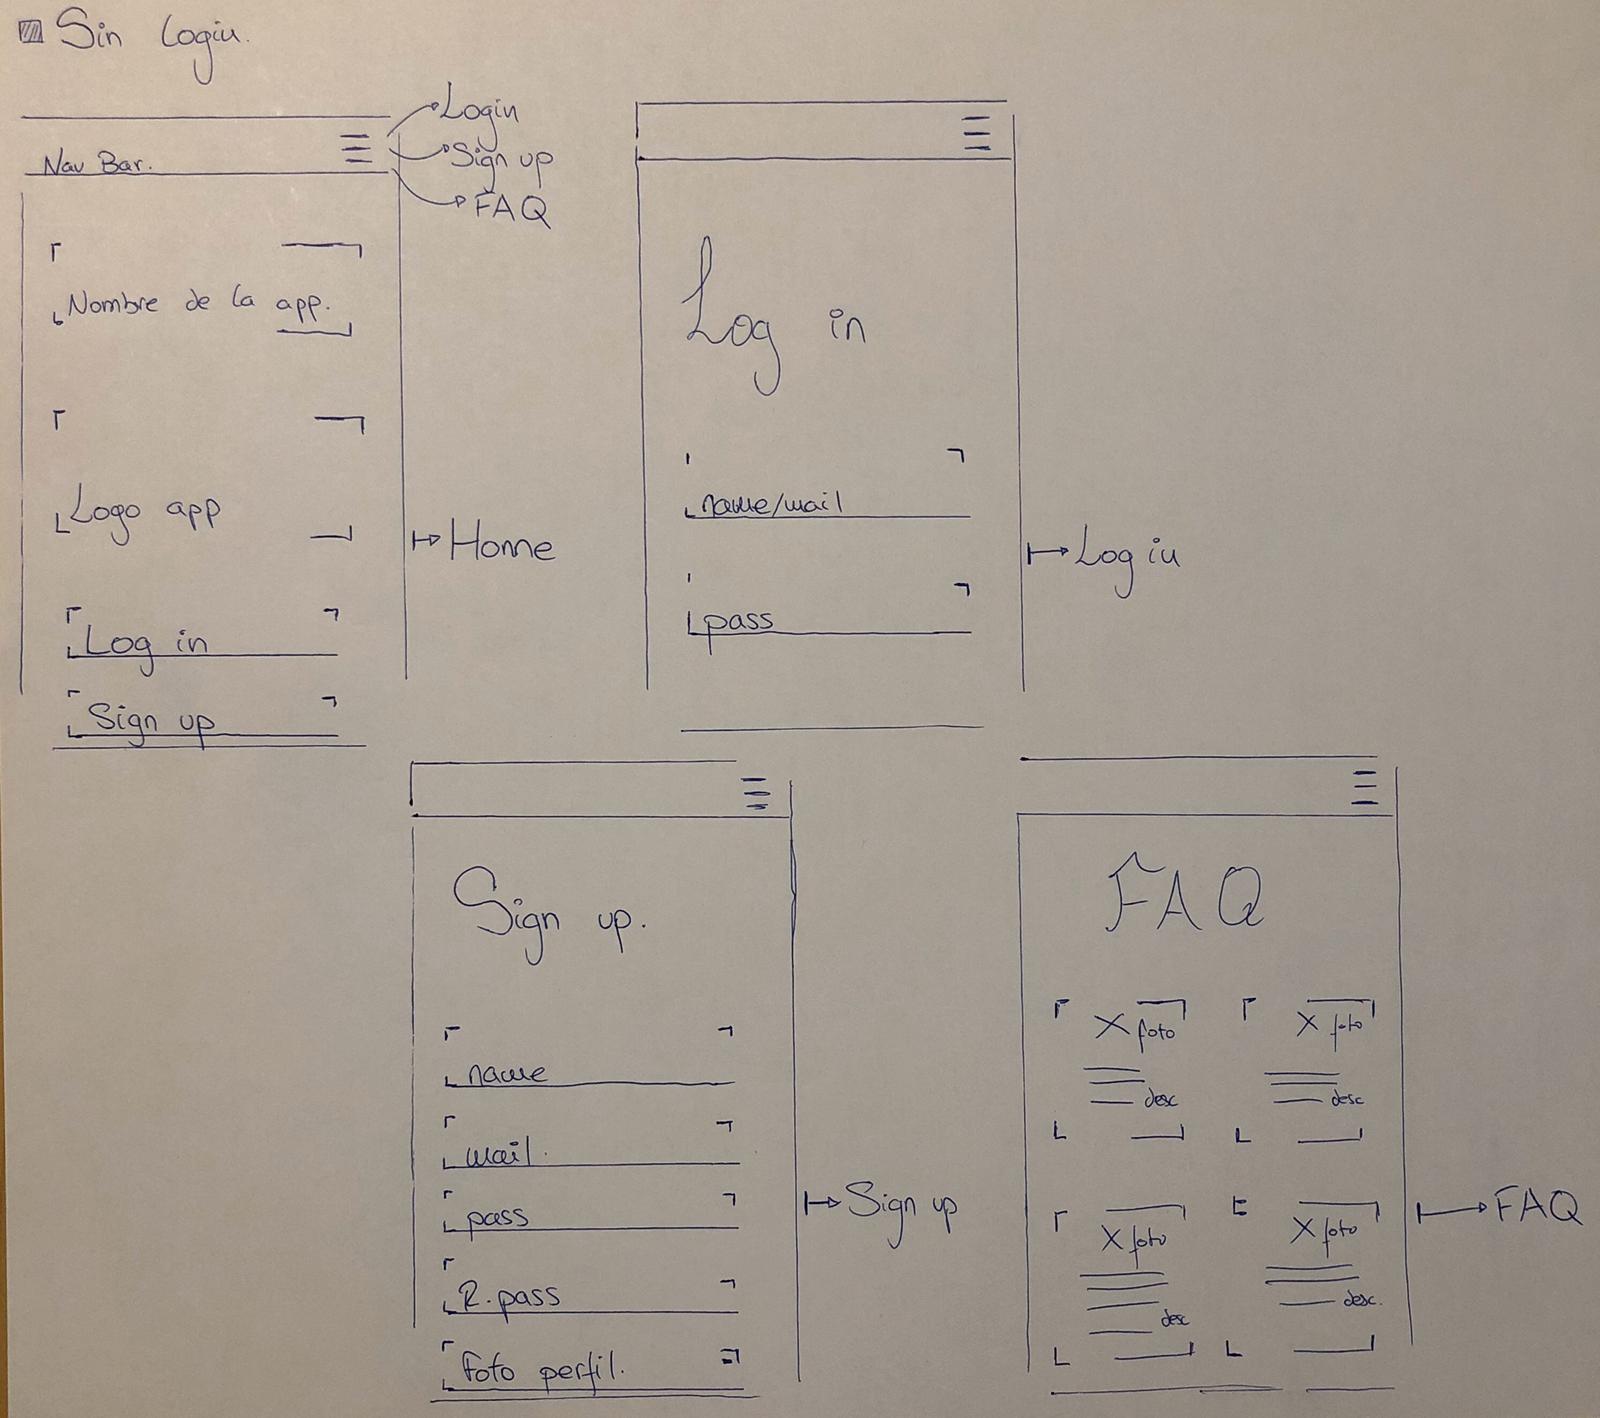 Sin Login.
Nav Bar.
Login
Sign up
FAQ
Nombre de la app.
Logo app
Log in
Sign up
Home
Log in
name/mail
pass
Log in
Sign up.
name
mail.
pass
R.pass
foto perfil.
Sign up
FAQ
X foto
desc
X foto
desc
X foto
desc
X foto
desc.
FAQ